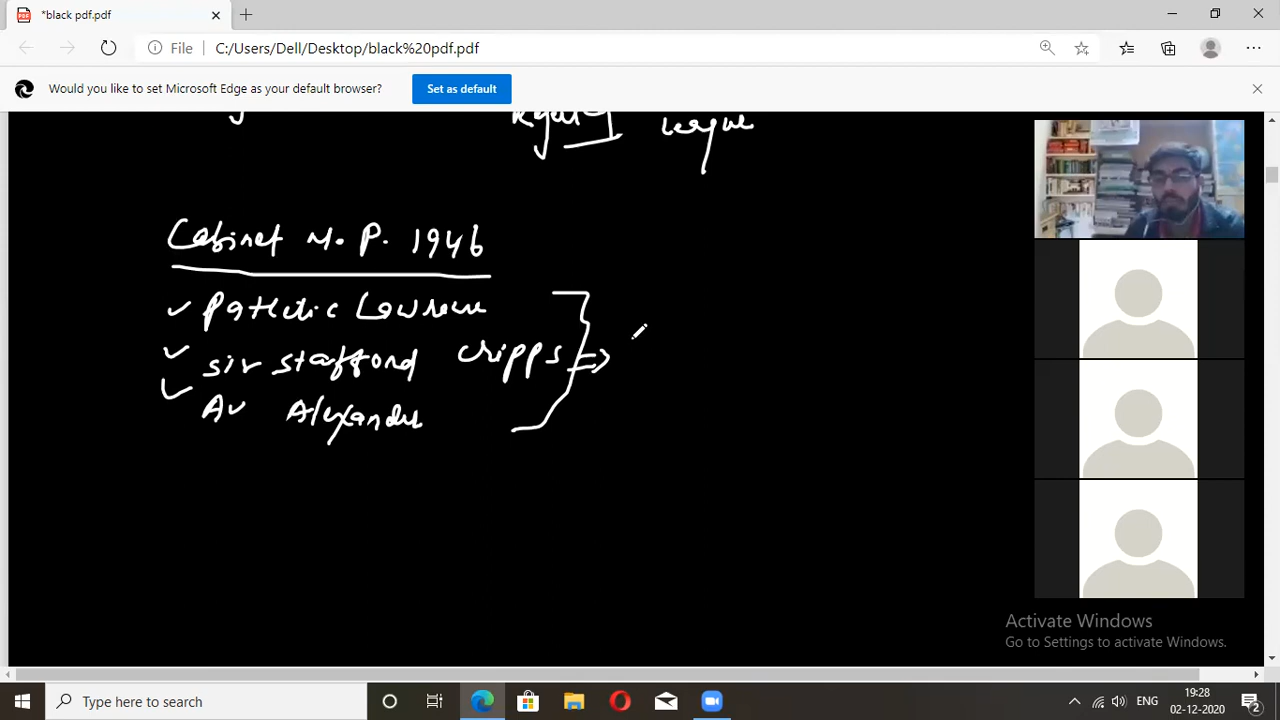 *black pdf.pdf
File C:/Users/Dell/Desktop/black%20pdf.pdf
Would you like to set Microsoft Edge as your default browser? Set as default
league
Cabinet M. P. 1946
Pathetic Lawrence
Sir Stafford Cripps
AV Alexander
Activate Windows
Go to Settings to activate Windows.
Type here to search
ENG
19:28
02-12-2020
2